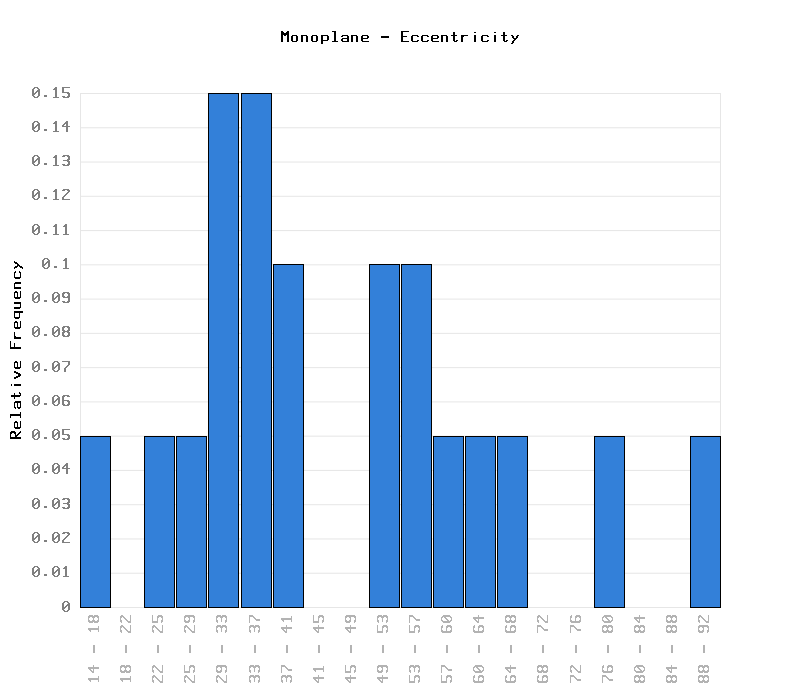 Monoplane - Eccentricity
Relative Frequency
0.15
0.14
0.13
0.12
0.11
0.1
0.09
0.08
0.07
0.06
0.05
0.04
0.03
0.02
0.01
0
14 - 18
18 - 22
22 - 25
25 - 29
29 - 33
33 - 37
37 - 41
41 - 45
45 - 49
49 - 53
53 - 57
57 - 60
60 - 64
64 - 68
68 - 72
72 - 76
76 - 80
80 - 84
84 - 88
88 - 92